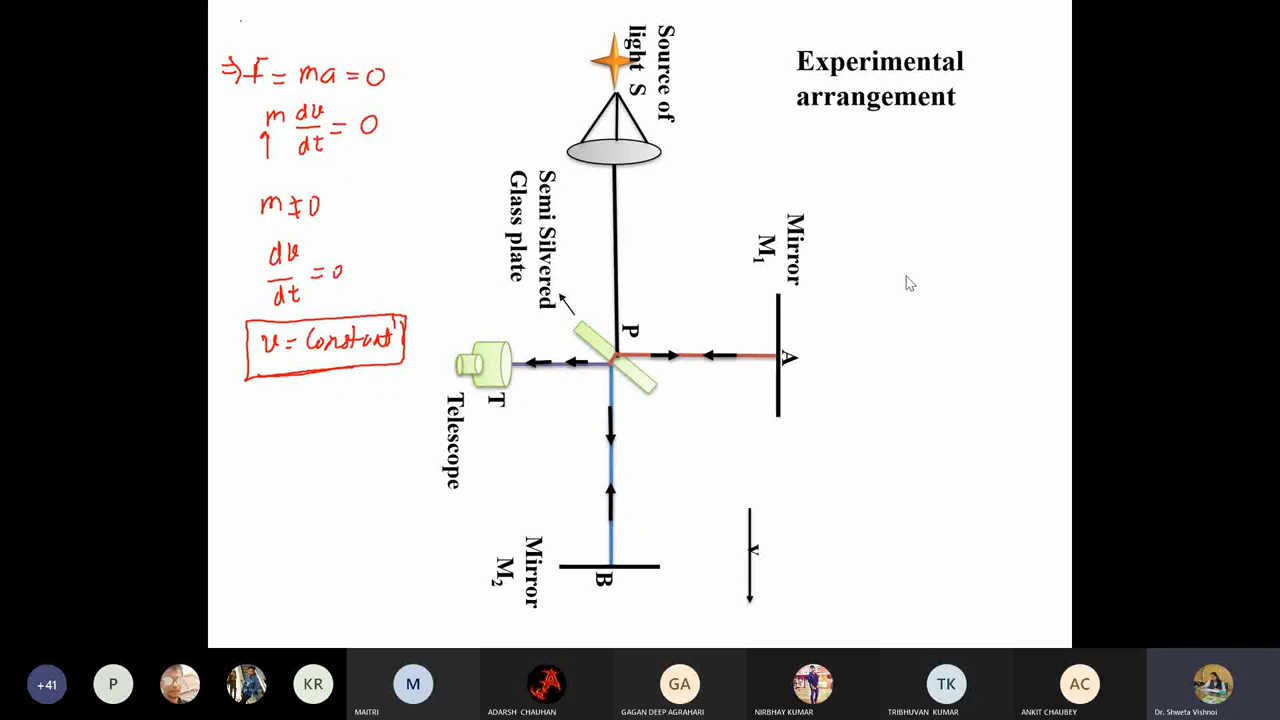 Experimental
arrangement
⇒ F = ma = 0
m dv/dt = 0
m ≠ 0
dv/dt = 0
v = Constant
Source of
light S
Semi Silvered
Glass plate
Mirror
M₁
P
A
T
Telescope
Mirror
M₂
B
v
+41
P
KR
M
GA
TK
AC
MAITRI
ADARSH CHAUHAN
GAGAN DEEP AGRAHARI
NIRBHAY KUMAR
TRIBHUVAN KUMAR
ANKIT CHAUBEY
Dr. Shweta Vishnoi